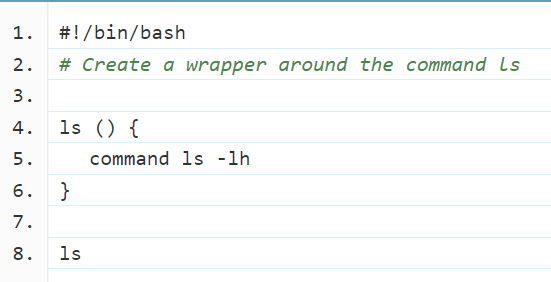 1. #!/bin/bash
2. # Create a wrapper around the command ls
3.
4. ls () {
5. command ls -lh
6. }
7.
8. ls